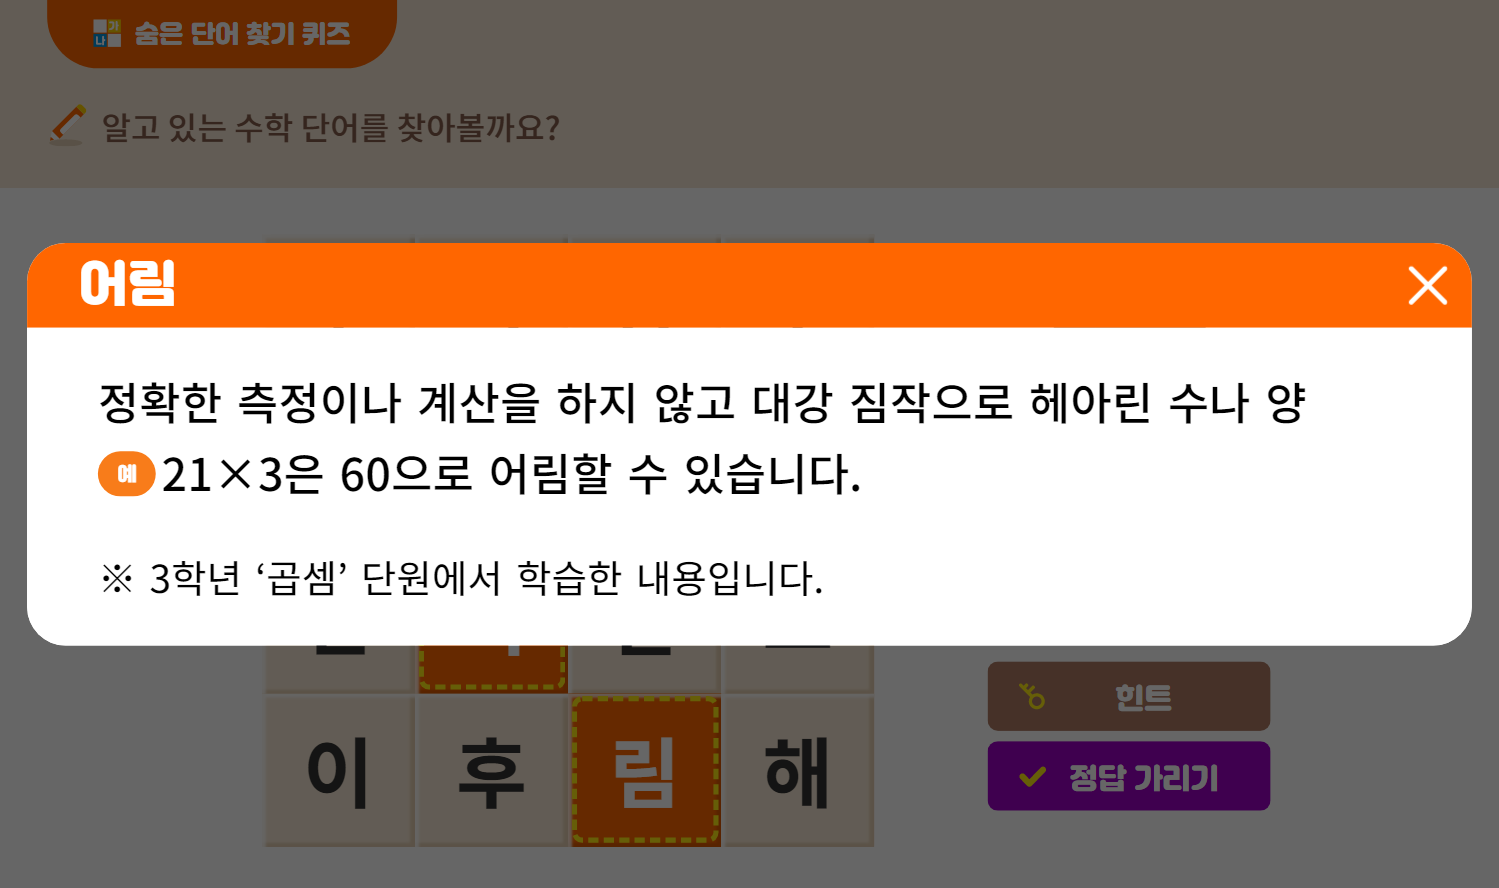 가
나
숨은 단어 찾기 퀴즈
알고 있는 수학 단어를 찾아볼까요?
어림
정확한 측정이나 계산을 하지 않고 대강 짐작으로 헤아린 수나 양
예 21×3은 60으로 어림할 수 있습니다.
※ 3학년 ‘곱셈’ 단원에서 학습한 내용입니다.
힌트
이 후 림 해
정답 가리기